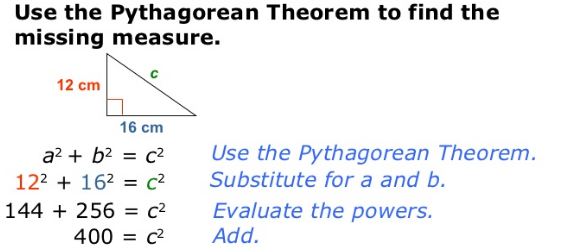 Use the Pythagorean Theorem to find the
missing measure.
c
12 cm
16 cm
a² + b² = c² Use the Pythagorean Theorem.
12² + 16² = c² Substitute for a and b.
144 + 256 = c² Evaluate the powers.
400 = c² Add.